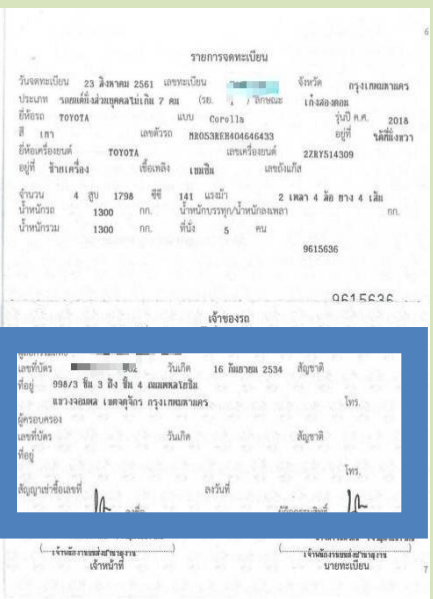 6
รายการจดทะเบียน
วันจดทะเบียน 23 สิงหาคม 2561 เลขทะเบียน จังหวัด กรุงเทพมหานคร
ประเภท รถยนต์นั่งส่วนบุคคลไม่เกิน 7 คน (รย. ) ลักษณะ เก๋งสองตอน
ยี่ห้อรถ TOYOTA แบบ Corolla รุ่นปี ค.ศ. 2018
สี เทา เลขตัวรถ MR053REH404646433 อยู่ที่ ใต้ที่นั่งขวา
ยี่ห้อเครื่องยนต์ TOYOTA เลขเครื่องยนต์ 2ZRY514309
อยู่ที่ ข้างเครื่อง เชื้อเพลิง เบนซิน เลขถังแก๊ส
จำนวน 4 สูบ 1798 ซีซี 141 แรงม้า 2 เพลา 4 ล้อ ยาง 4 เส้น
น้ำหนักรถ 1300 กก. น้ำหนักบรรทุก/น้ำหนักลงเพลา กก.
น้ำหนักรวม 1300 กก. ที่นั่ง 5 คน
9615636
9615636
เจ้าของรถ
เลขที่บัตร วันเกิด 16 กันยายน 2534 สัญชาติ
ที่อยู่ 998/3 ชั้น 3 ถึง ชั้น 4 ถนนพหลโยธิน
แขวงจอมพล เขตจตุจักร กรุงเทพมหานคร โทร.
ผู้ครอบครอง
เลขที่บัตร วันเกิด สัญชาติ
ที่อยู่
โทร.
สัญญาเช่าซื้อเลขที่ ลงวันที่
เจ้าหน้าที่ นายทะเบียน
7